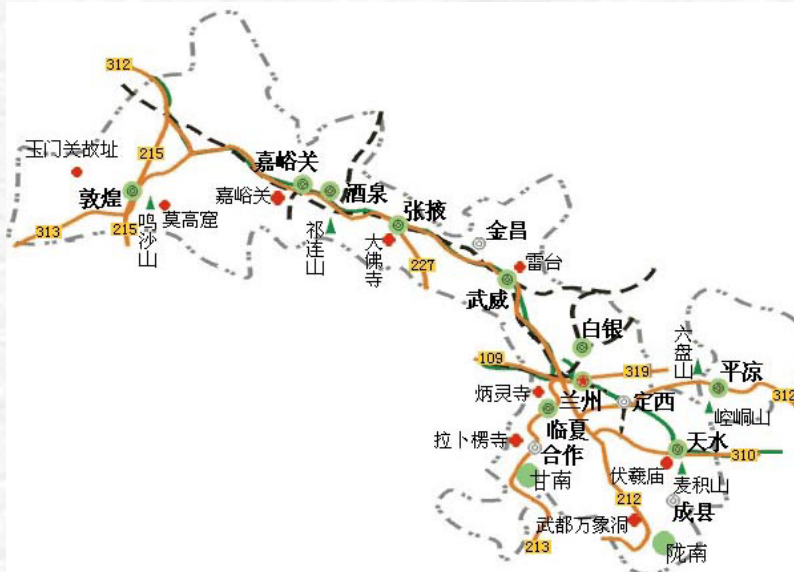 312
玉门关故址
215
嘉峪关
敦煌
嘉峪关
酒泉
莫高窟
鸣沙山
313
215
祁连山
张掖
大佛寺
227
金昌
雷台
武威
白银
六盘山
109
319
平凉
炳灵寺
兰州
定西
312
崆峒山
临夏
拉卜楞寺
合作
天水
310
甘南
伏羲庙
麦积山
212
成县
武都万象洞
213
陇南